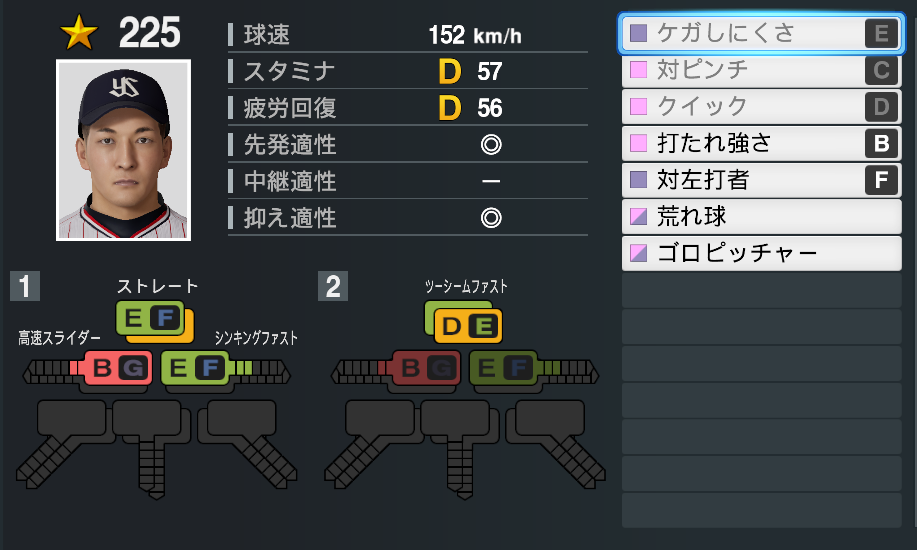 225
球速 152 km/h
スタミナ D 57
疲労回復 D 56
先発適性 ◎
中継適性 ー
抑え適性 ◎
ケガしにくさ E
対ピンチ C
クイック D
打たれ強さ B
対左打者 F
荒れ球
ゴロピッチャー
YS
1
ストレート
E F
高速スライダー
B G
シンキングファスト
E F
2
ツーシームファスト
D E
B G
E F